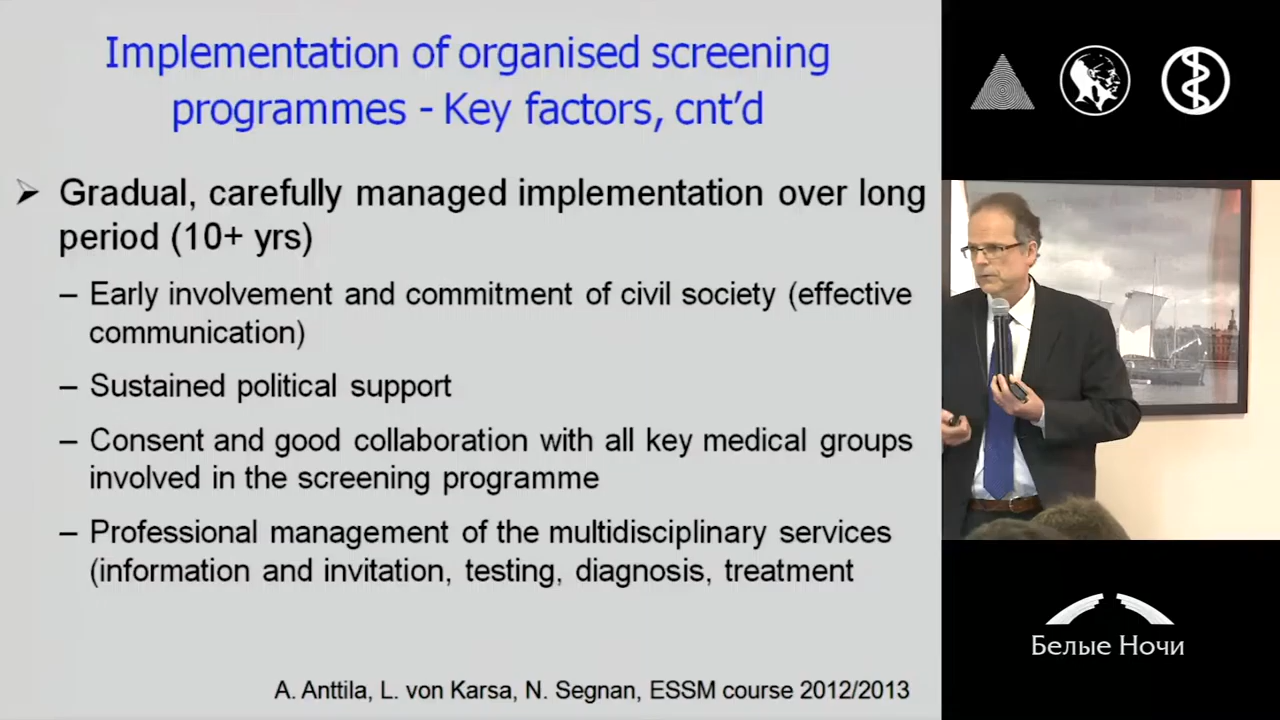 Implementation of organised screening
programmes - Key factors, cnt’d
➢ Gradual, carefully managed implementation over long
period (10+ yrs)
– Early involvement and commitment of civil society (effective
communication)
– Sustained political support
– Consent and good collaboration with all key medical groups
involved in the screening programme
– Professional management of the multidisciplinary services
(information and invitation, testing, diagnosis, treatment
A. Anttila, L. von Karsa, N. Segnan, ESSM course 2012/2013
Белые Ночи